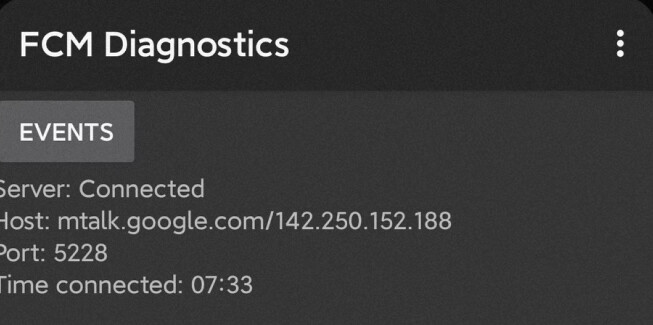 FCM Diagnostics
EVENTS
Server: Connected
Host: mtalk.google.com/142.250.152.188
Port: 5228
Time connected: 07:33